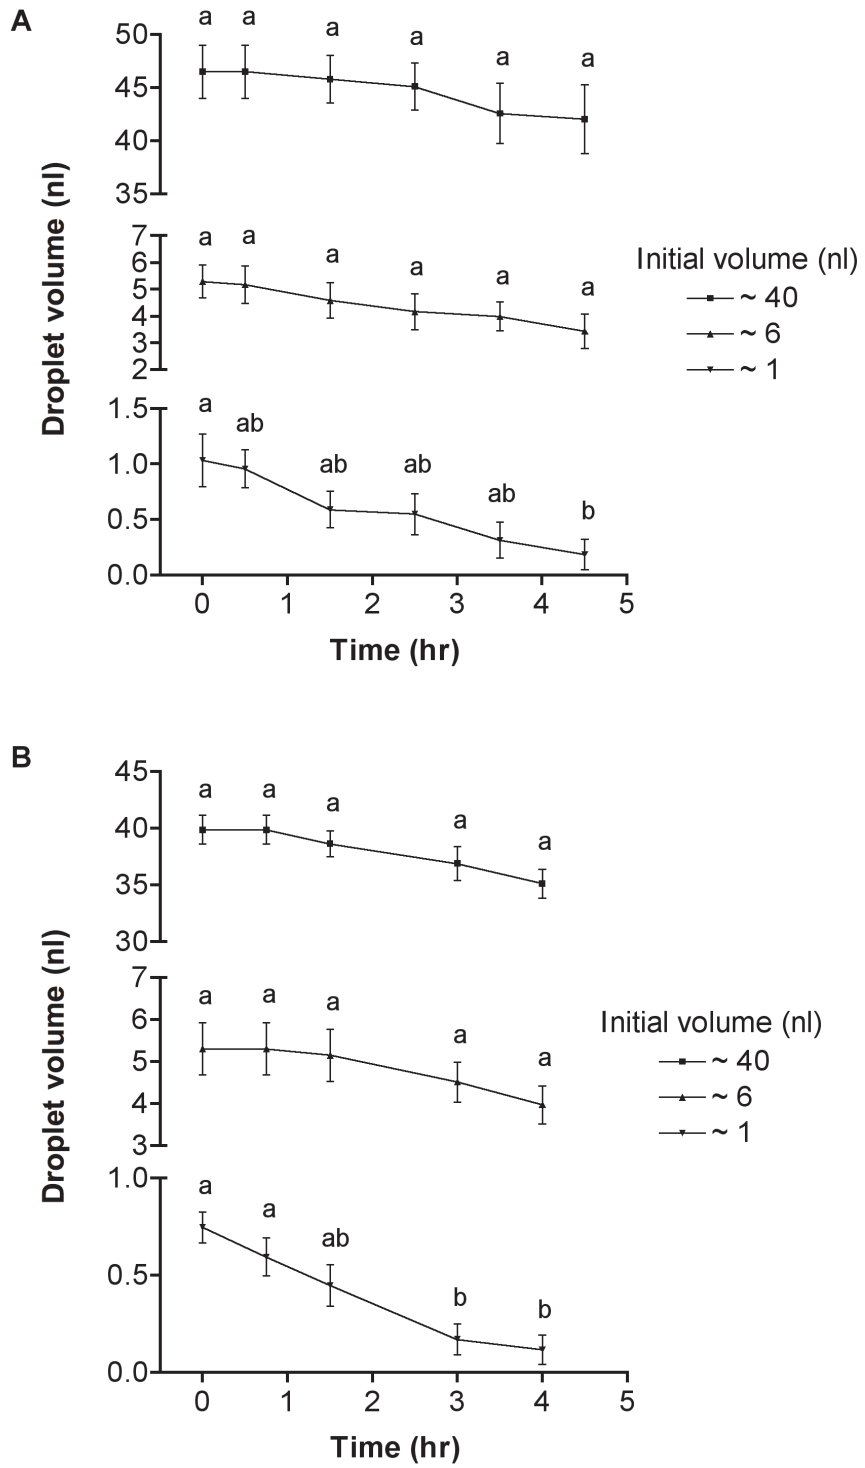 A
a a a a a a
50
45
40
35
a a a a a a
7
6
5
4
3
2
a ab ab ab ab b
1.5
1.0
0.5
0.0
0 1 2 3 4 5
Time (hr)
Droplet volume (nl)
Initial volume (nl)
~ 40
~ 6
~ 1
B
45
a a a a a
40
35
30
7
a a a a a
6
5
4
3
1.0
a a ab b b
0.5
0.0
0 1 2 3 4 5
Time (hr)
Droplet volume (nl)
Initial volume (nl)
~ 40
~ 6
~ 1